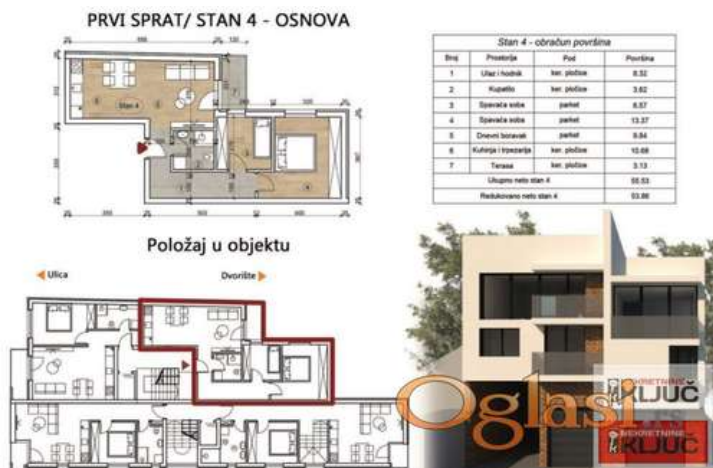 PRVI SPRAT/ STAN 4 - OSNOVA
Stan 4
Stan 4 - obračun površina
Broj Prostorija Pod Površina
1 Ulaz i hodnik ker. pločice 8.32
2 Kupatilo ker. pločice 3.62
3 Spavaća soba parket 6.57
4 Spavaća soba parket 13.37
5 Dnevni boravak parket 9.84
6 Kuhinja i trpezarija ker. pločice 10.68
7 Terasa ker. pločice 3.13
Ukupno neto stan 4 55.53
Redukovano neto stan 4 53.86
Položaj u objektu
Ulica
Dvorište
Oglasi
NEKRETNINE
KLJUČ
NEKRETNINE
KLJUČ